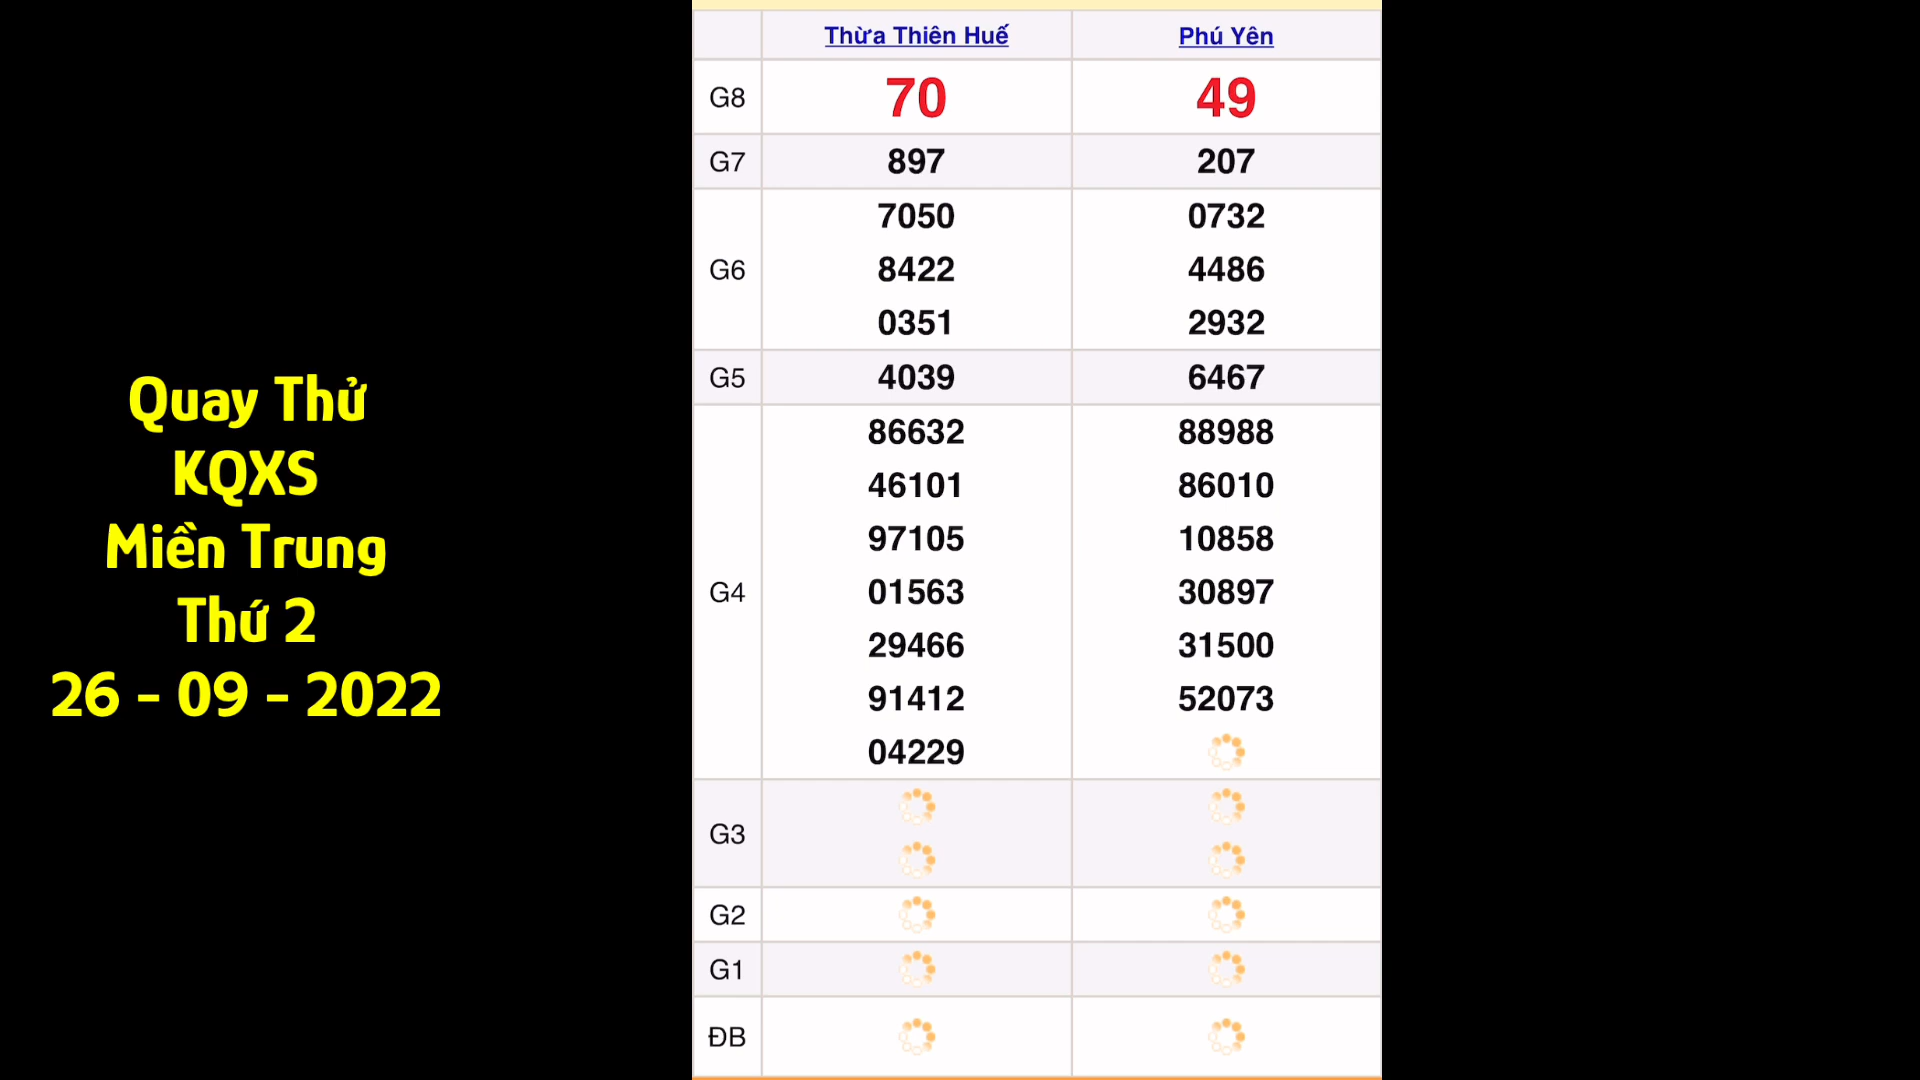 Quay Thử
KQXS
Miền Trung
Thứ 2
26 - 09 - 2022
Thừa Thiên Huế Phú Yên
G8 70 49
G7 897 207
G6 7050 0732
8422 4486
0351 2932
G5 4039 6467
G4 86632 88988
46101 86010
97105 10858
01563 30897
29466 31500
91412 52073
04229
G3
G2
G1
ĐB